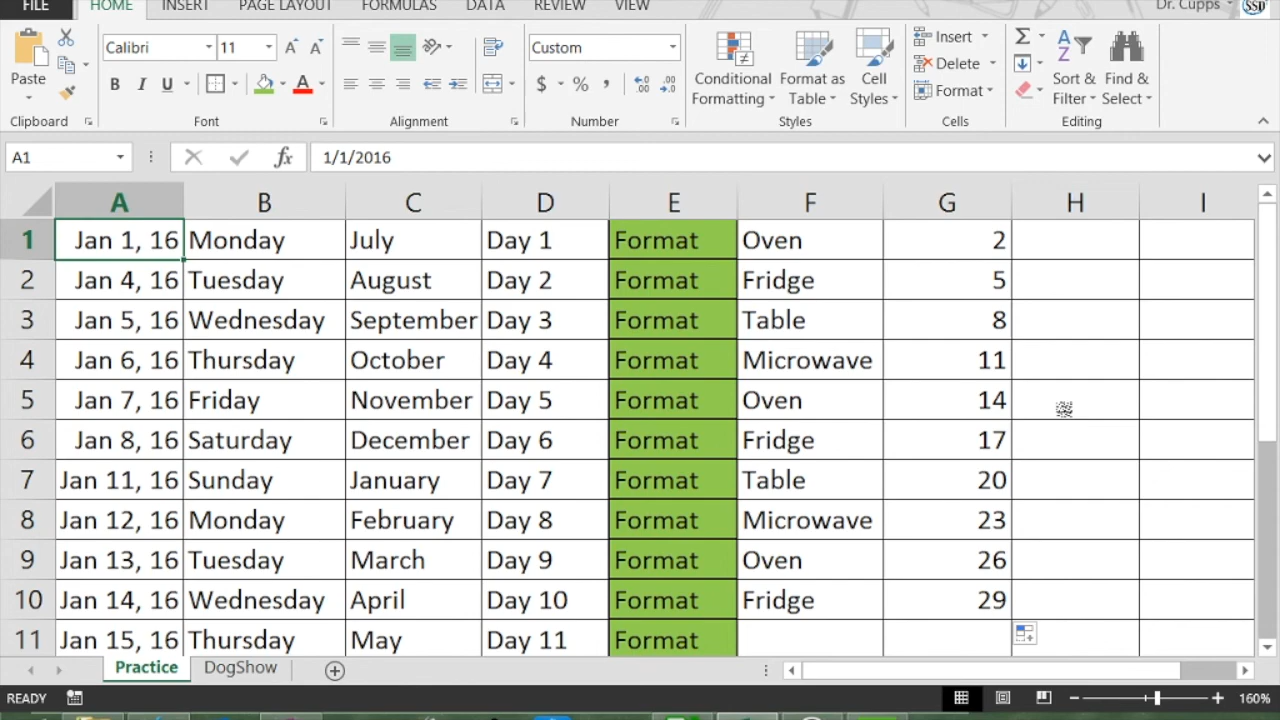 FILE HOME INSERT PAGE LAYOUT FORMULAS DATA REVIEW VIEW Dr. Cupps SSD
Calibri 11 A A Custom Insert Σ A Z
Paste B I U A $ % , .00 Conditional Formatting Format as Table Cell Styles Delete Format Sort & Filter Find & Select
Clipboard Font Alignment Number Styles Cells Editing
A1 fx 1/1/2016
A B C D E F G H I
1 Jan 1, 16 Monday July Day 1 Format Oven 2
2 Jan 4, 16 Tuesday August Day 2 Format Fridge 5
3 Jan 5, 16 Wednesday September Day 3 Format Table 8
4 Jan 6, 16 Thursday October Day 4 Format Microwave 11
5 Jan 7, 16 Friday November Day 5 Format Oven 14
6 Jan 8, 16 Saturday December Day 6 Format Fridge 17
7 Jan 11, 16 Sunday January Day 7 Format Table 20
8 Jan 12, 16 Monday February Day 8 Format Microwave 23
9 Jan 13, 16 Tuesday March Day 9 Format Oven 26
10 Jan 14, 16 Wednesday April Day 10 Format Fridge 29
11 Jan 15, 16 Thursday May Day 11 Format
Practice DogShow
READY 160%